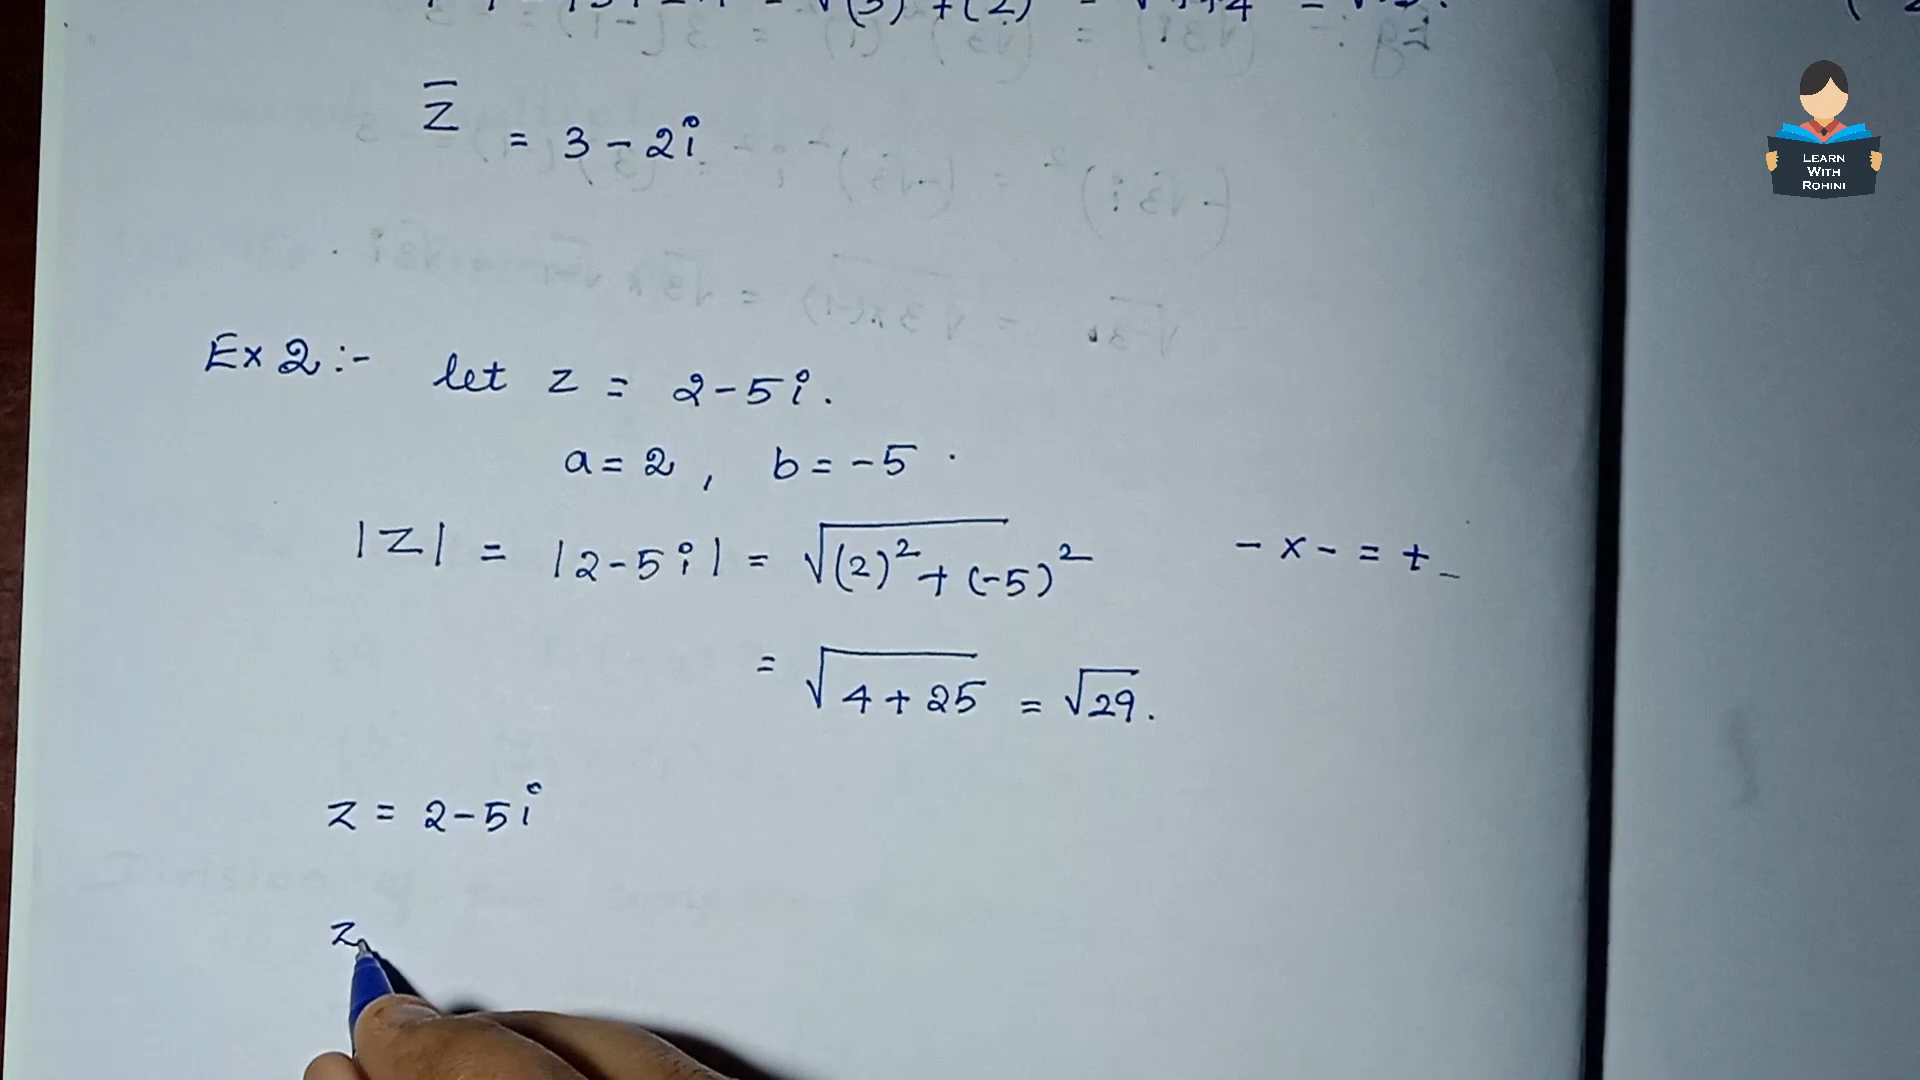 z̅ = 3 - 2i
Ex 2 :- let z = 2 - 5i.
a = 2 , b = -5 .
|z| = |2 - 5i| = √(2)² + (-5)² - x - = +
= √4 + 25 = √29.
z = 2 - 5i
z
LEARN
WITH
ROHINI